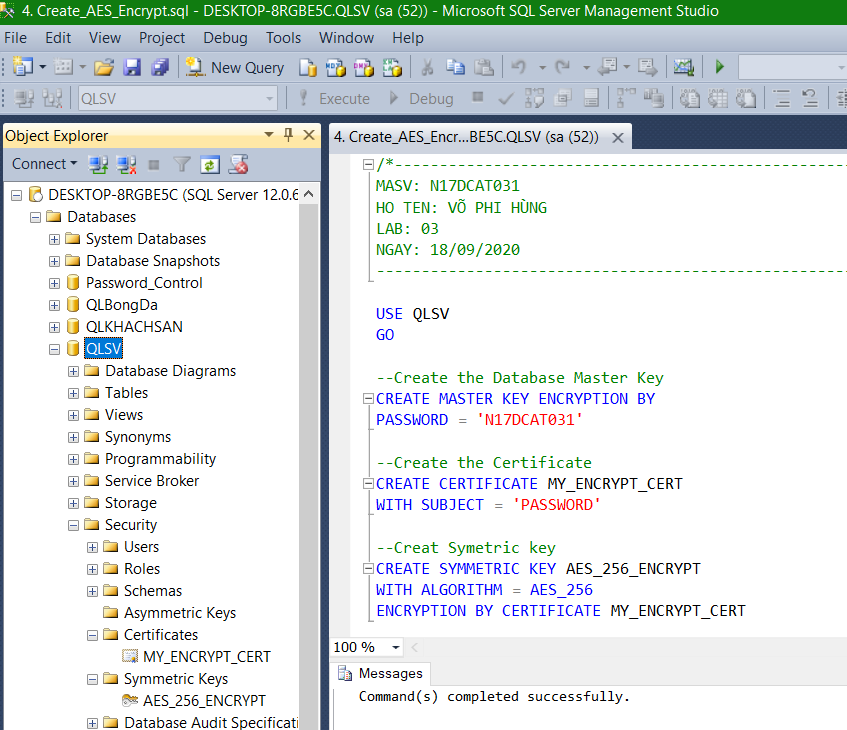 4. Create_AES_Encrypt.sql - DESKTOP-8RGBE5C.QLSV (sa (52)) - Microsoft SQL Server Management Studio
File Edit View Project Debug Tools Window Help
New Query
QLSV Execute Debug
Object Explorer
Connect
DESKTOP-8RGBE5C (SQL Server 12.0.6
Databases
System Databases
Database Snapshots
Password_Control
QLBongDa
QLKHACHSAN
QLSV
Database Diagrams
Tables
Views
Synonyms
Programmability
Service Broker
Storage
Security
Users
Roles
Schemas
Asymmetric Keys
Certificates
MY_ENCRYPT_CERT
Symmetric Keys
AES_256_ENCRYPT
Database Audit Specificati
4. Create_AES_Encr...BE5C.QLSV (sa (52))
/*----------------------------------------------------
MASV: N17DCAT031
HO TEN: VÕ PHI HÙNG
LAB: 03
NGAY: 18/09/2020
----------------------------------------------------
USE QLSV
GO
--Create the Database Master Key
CREATE MASTER KEY ENCRYPTION BY
PASSWORD = 'N17DCAT031'
--Create the Certificate
CREATE CERTIFICATE MY_ENCRYPT_CERT
WITH SUBJECT = 'PASSWORD'
--Creat Symetric key
CREATE SYMMETRIC KEY AES_256_ENCRYPT
WITH ALGORITHM = AES_256
ENCRYPTION BY CERTIFICATE MY_ENCRYPT_CERT
100 %
Messages
Command(s) completed successfully.